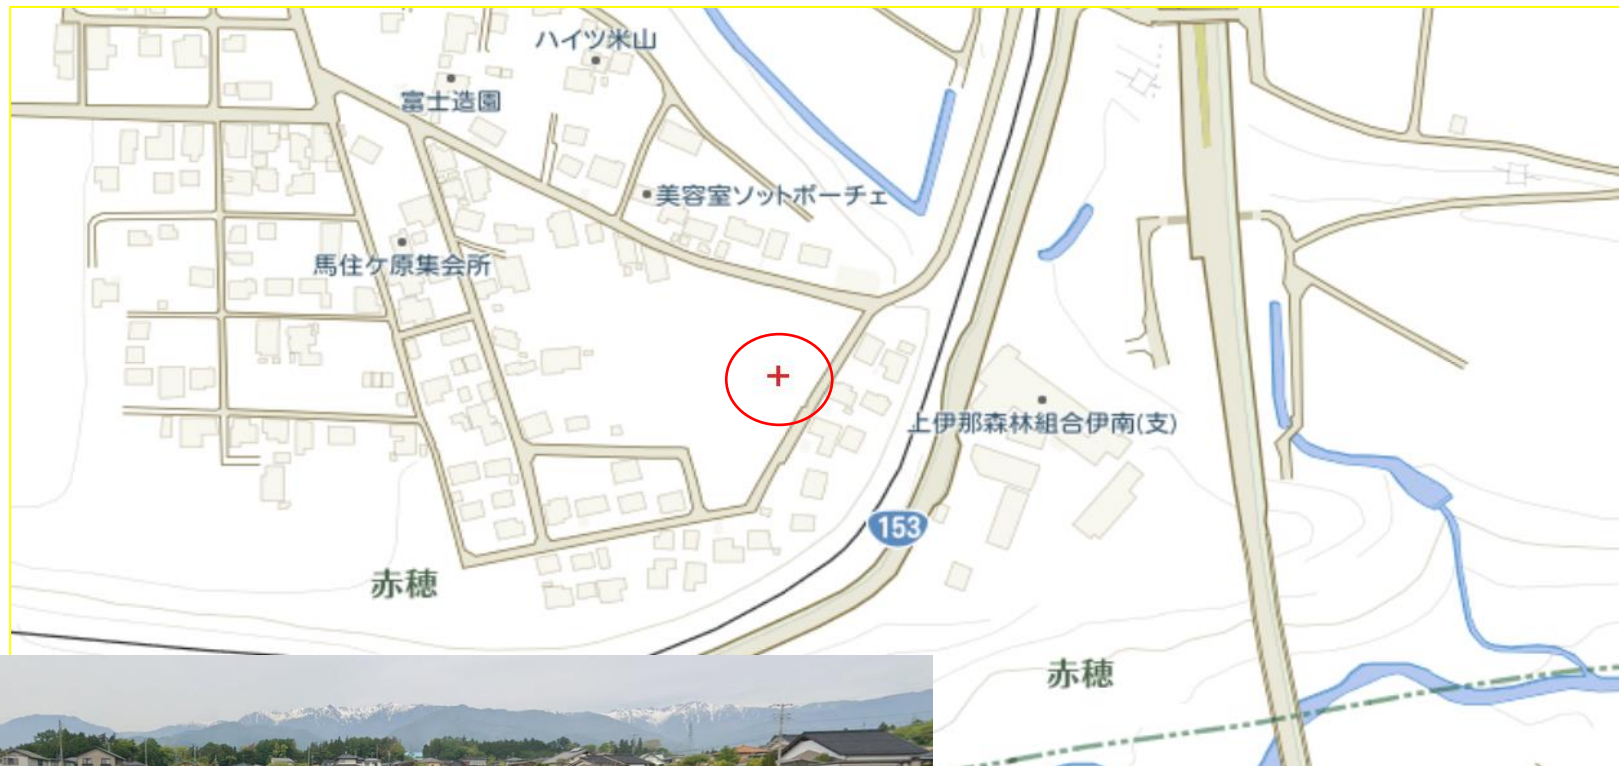 ハイツ米山
富士造園
美容室ソットポーチェ
馬住ケ原集会所
上伊那森林組合伊南(支)
153
赤穂
赤穂